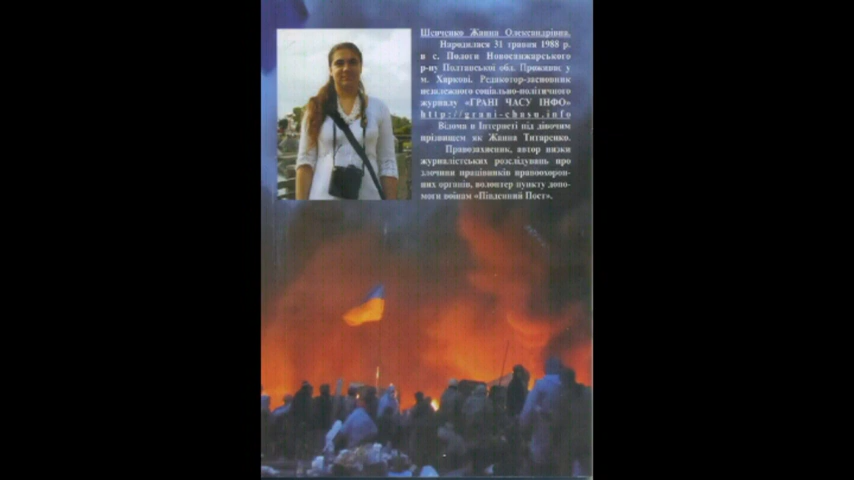 Шевченко Жанна Олександрівна.
Народилася 31 травня 1988 р.
в с. Пологи Новосанжарського
р-ну Полтавської обл. Проживає у
м. Харкові. Редактор-засновник
незалежного соціально-політичного
журналу «ГРАНІ ЧАСУ ІНФО»
http://grani-chasu.info
Відома в Інтернеті під дівочим
прізвищем як Жанна Титаренко.
Правозахисник, автор низки
журналістських розслідувань про
злочини працівників правоохорон-
них органів, волонтер пункту допо-
моги воїнам «Південний Пост».